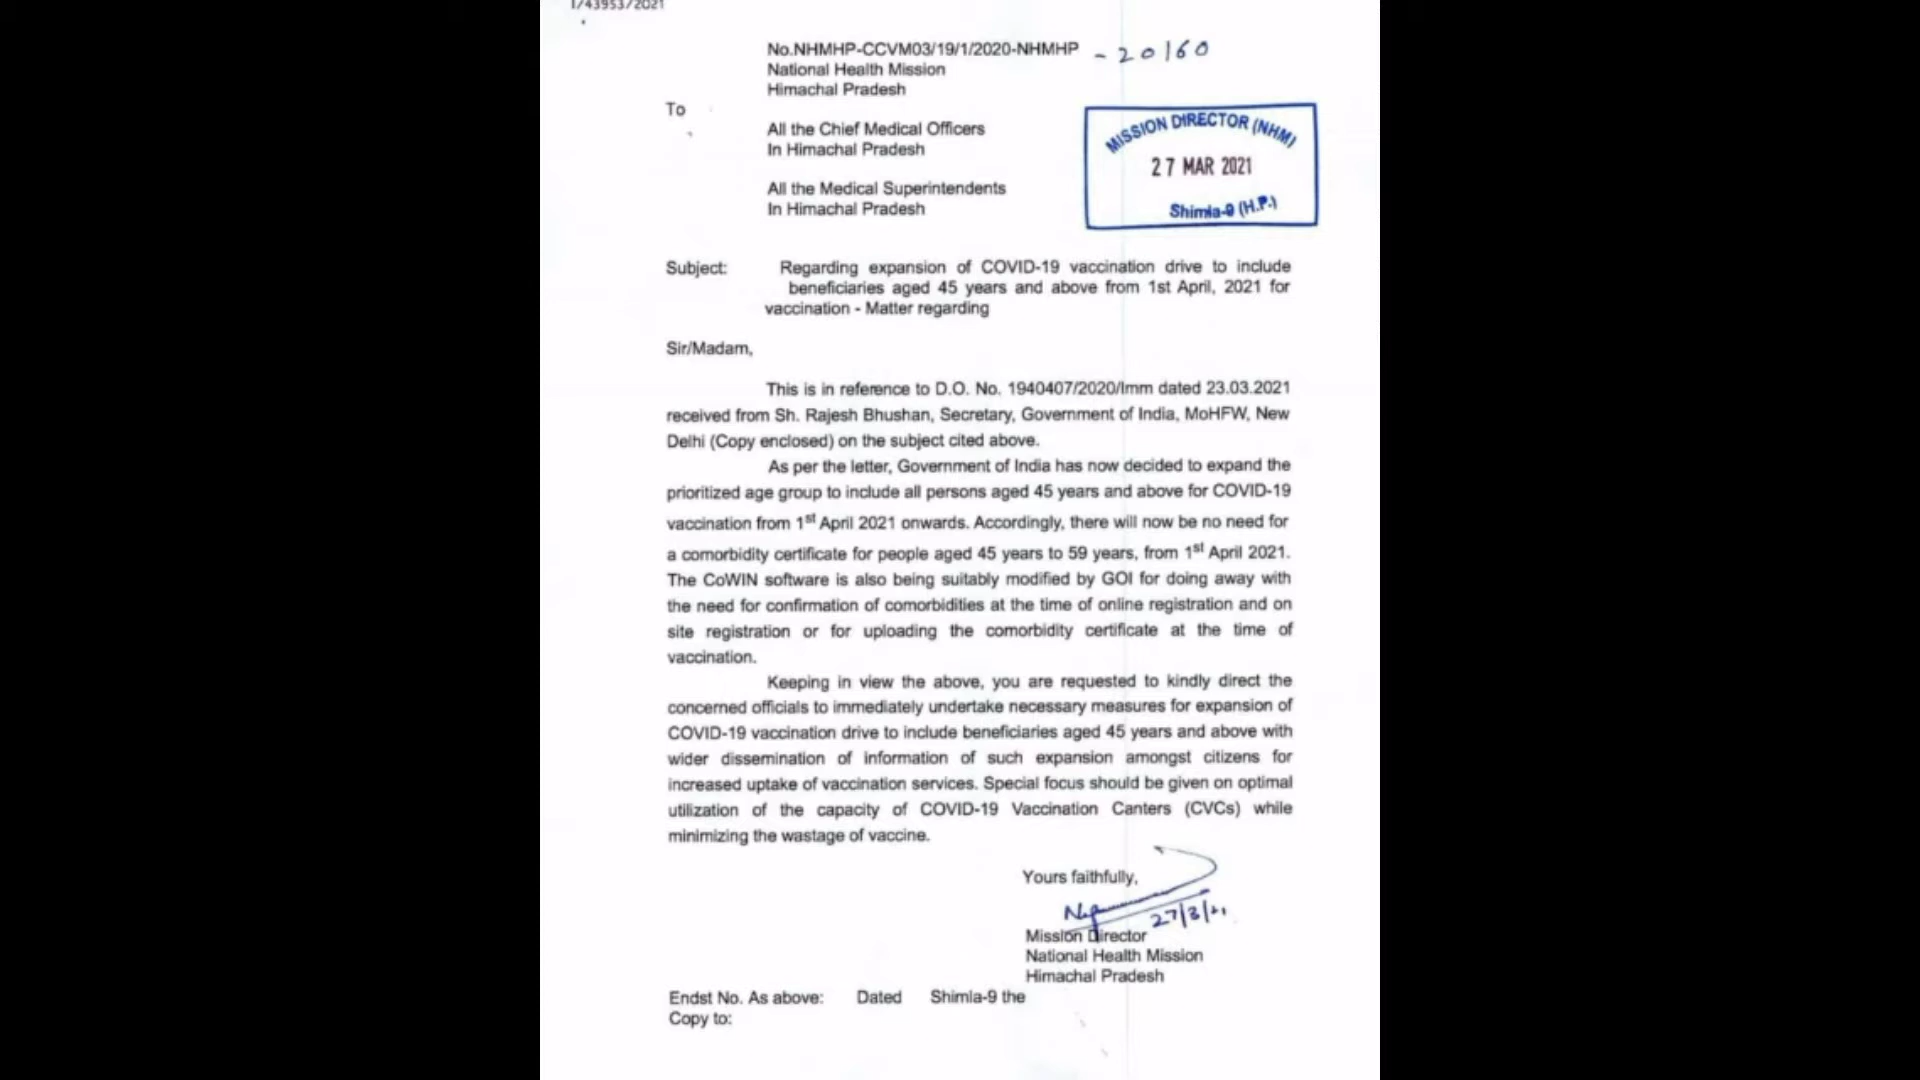 1/43953/2021
No.NHMHP-CCVM03/19/1/2020-NHMHP - 20160
National Health Mission
Himachal Pradesh
To
All the Chief Medical Officers
In Himachal Pradesh
All the Medical Superintendents
In Himachal Pradesh
MISSION DIRECTOR (NHM)
27 MAR 2021
Shimla-9 (H.P.)
Subject: Regarding expansion of COVID-19 vaccination drive to include
beneficiaries aged 45 years and above from 1st April, 2021 for
vaccination - Matter regarding
Sir/Madam,
This is in reference to D.O. No. 1940407/2020/Imm dated 23.03.2021
received from Sh. Rajesh Bhushan, Secretary, Government of India, MoHFW, New
Delhi (Copy enclosed) on the subject cited above.
As per the letter, Government of India has now decided to expand the
prioritized age group to include all persons aged 45 years and above for COVID-19
vaccination from 1st April 2021 onwards. Accordingly, there will now be no need for
a comorbidity certificate for people aged 45 years to 59 years, from 1st April 2021.
The CoWIN software is also being suitably modified by GOI for doing away with
the need for confirmation of comorbidities at the time of online registration and on
site registration or for uploading the comorbidity certificate at the time of
vaccination.
Keeping in view the above, you are requested to kindly direct the
concerned officials to immediately undertake necessary measures for expansion of
COVID-19 vaccination drive to include beneficiaries aged 45 years and above with
wider dissemination of information of such expansion amongst citizens for
increased uptake of vaccination services. Special focus should be given on optimal
utilization of the capacity of COVID-19 Vaccination Canters (CVCs) while
minimizing the wastage of vaccine.
Yours faithfully,
27/3/21
Mission Director
National Health Mission
Himachal Pradesh
Endst No. As above: Dated Shimla-9 the
Copy to: